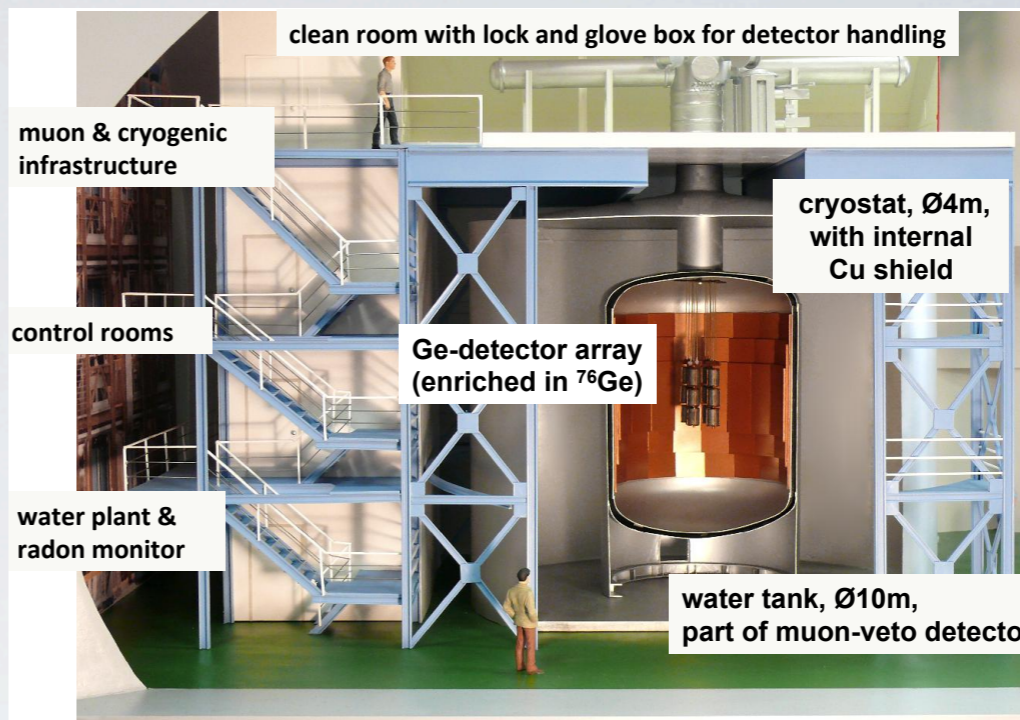 clean room with lock and glove box for detector handling
muon & cryogenic
infrastructure
cryostat, Ø4m,
with internal
Cu shield
control rooms
Ge-detector array
(enriched in ⁷⁶Ge)
water plant &
radon monitor
water tank, Ø10m,
part of muon-veto detecto